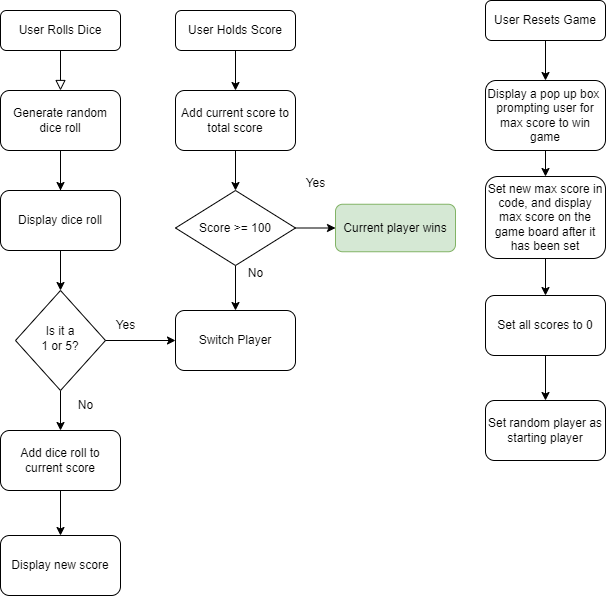 User Rolls Dice
Generate random
dice roll
Display dice roll
Is it a
1 or 5?
Yes
No
Add dice roll to
current score
Display new score
User Holds Score
Add current score to
total score
Score >= 100
Yes
No
Current player wins
Switch Player
User Resets Game
Display a pop up box
prompting user for
max score to win
game
Set new max score in
code, and display
max score on the
game board after it
has been set
Set all scores to 0
Set random player as
starting player